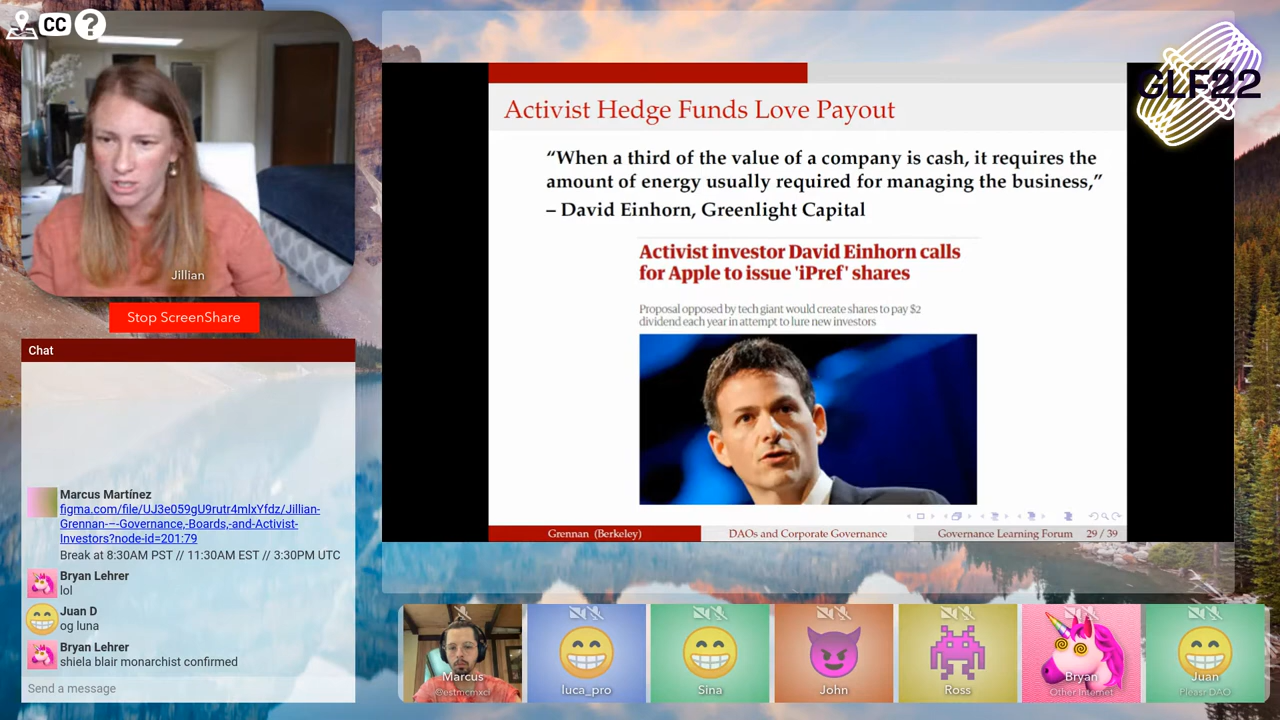 CC
?
Jillian
Stop ScreenShare
Chat
Marcus Martínez
figma.com/file/UJ3e059gU9rutr4mlxYfdz/Jillian-
Grennan-–-Governance,-Boards,-and-Activist-
Investors?node-id=201:79
Break at 8:30AM PST // 11:30AM EST // 3:30PM UTC
Bryan Lehrer
lol
Juan D
og luna
Bryan Lehrer
shiela blair monarchist confirmed
Send a message
GLF22
Activist Hedge Funds Love Payout
“When a third of the value of a company is cash, it requires the
amount of energy usually required for managing the business,”
– David Einhorn, Greenlight Capital
Activist investor David Einhorn calls
for Apple to issue 'iPref' shares
Proposal opposed by tech giant would create shares to pay $2
dividend each year in attempt to lure new investors
Grennan (Berkeley)
DAOs and Corporate Governance
Governance Learning Forum
29 / 39
Marcus
@estmcmxci
luca_pro
Sina
John
Ross
Bryan
Other Internet
Juan
PleasrDAO